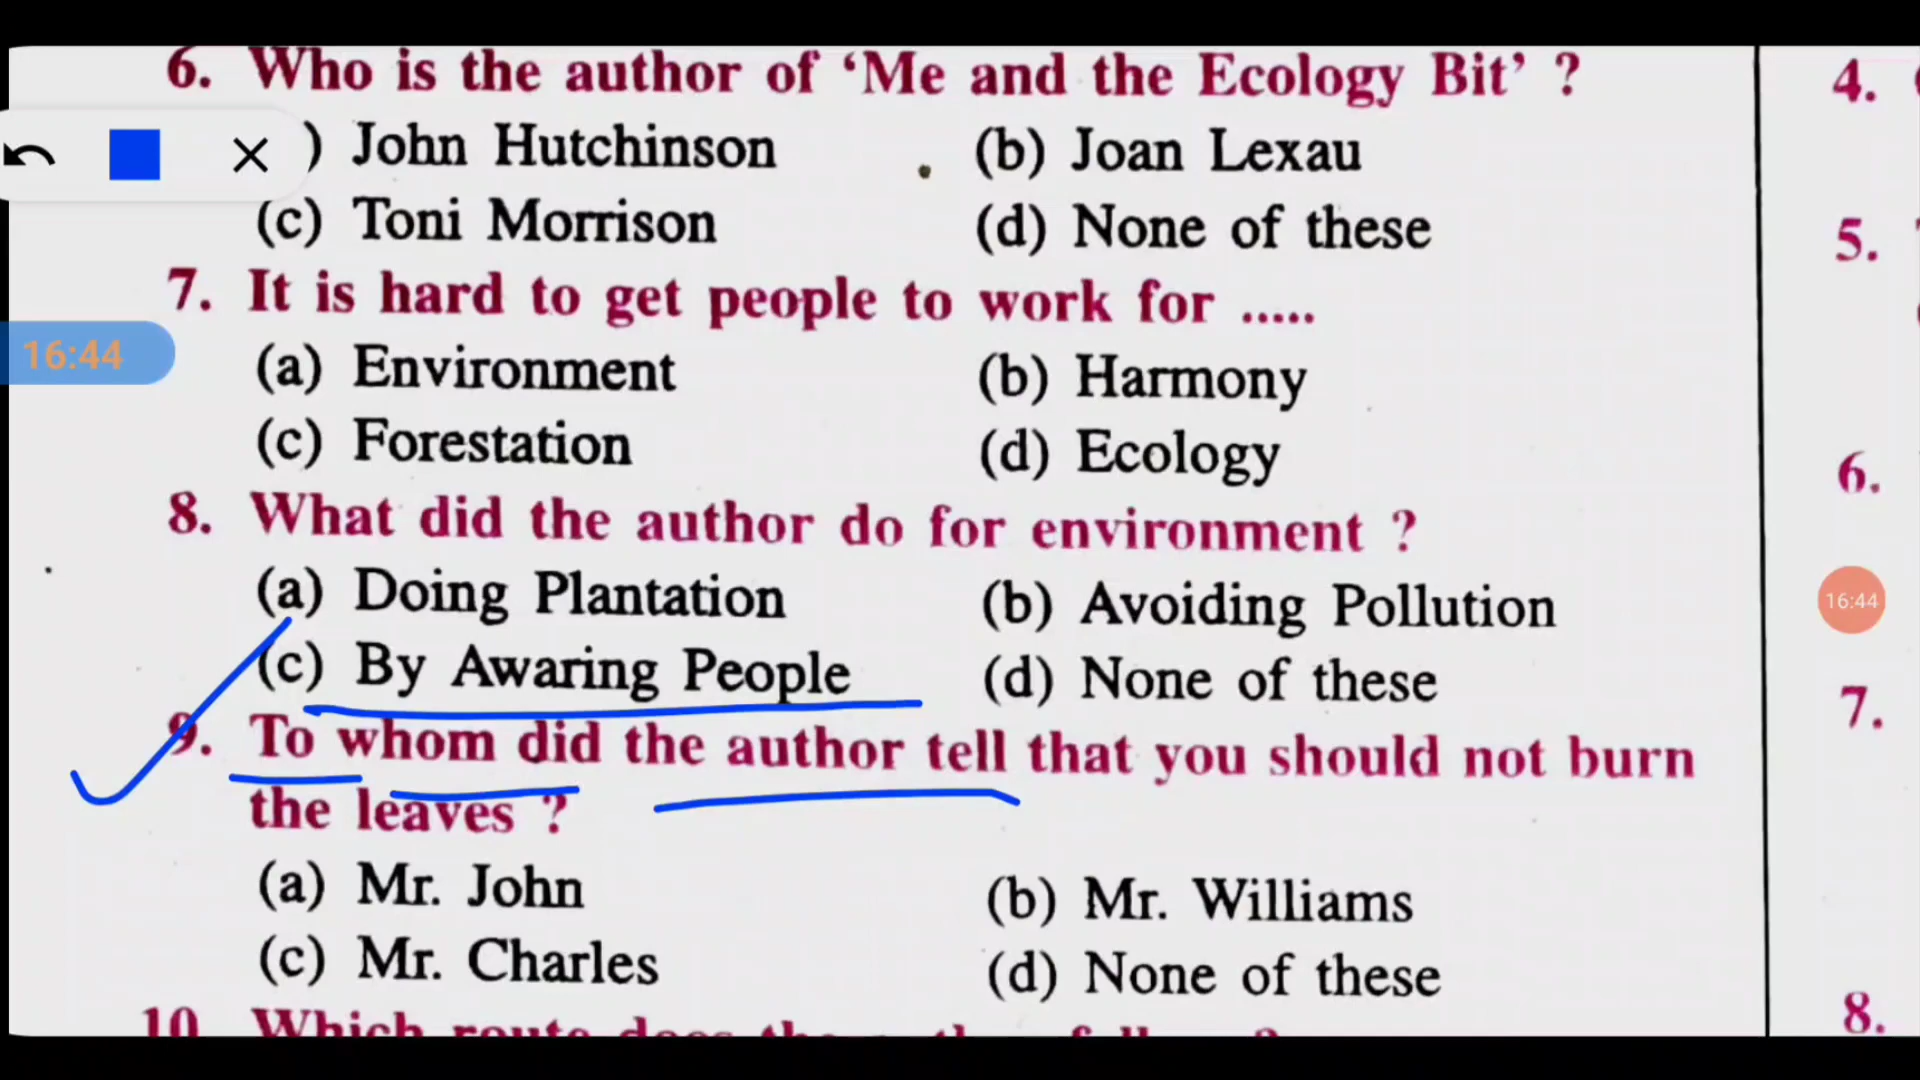 6. Who is the author of ‘Me and the Ecology Bit’ ?
) John Hutchinson (b) Joan Lexau
(c) Toni Morrison (d) None of these
7. It is hard to get people to work for .....
(a) Environment (b) Harmony
(c) Forestation (d) Ecology
8. What did the author do for environment ?
(a) Doing Plantation (b) Avoiding Pollution
(c) By Awaring People (d) None of these
9. To whom did the author tell that you should not burn
the leaves ?
(a) Mr. John (b) Mr. Williams
(c) Mr. Charles (d) None of these
10 Which route does
16:44
4.
5.
6.
16:44
7.
8.